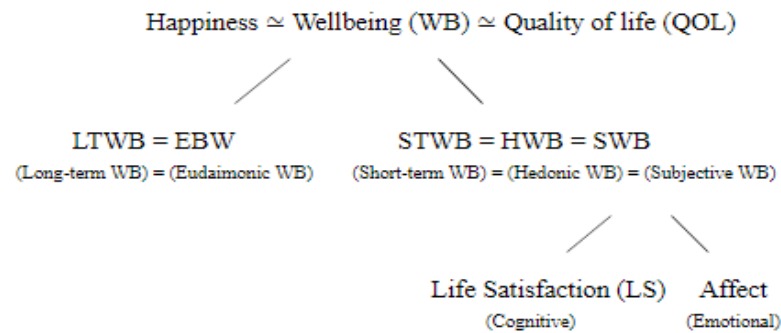 Happiness ≃ Wellbeing (WB) ≃ Quality of life (QOL)
LTWB = EBW STWB = HWB = SWB
(Long-term WB) = (Eudaimonic WB) (Short-term WB) = (Hedonic WB) = (Subjective WB)
Life Satisfaction (LS) Affect
(Cognitive) (Emotional)